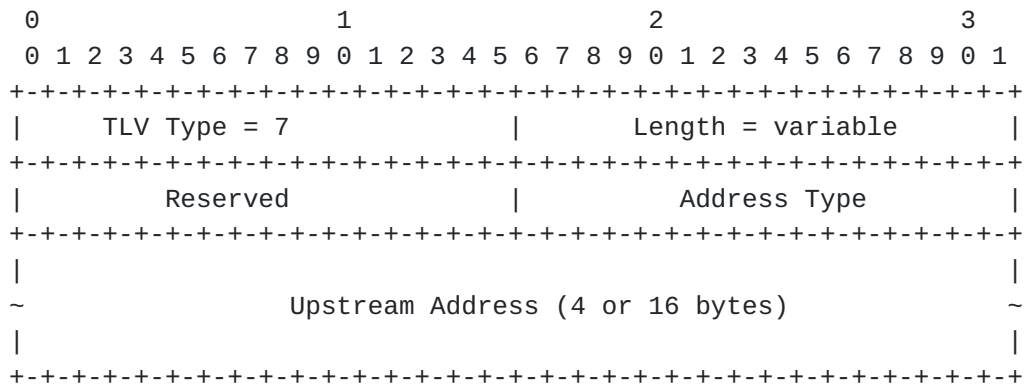 0                   1                   2                   3
 0 1 2 3 4 5 6 7 8 9 0 1 2 3 4 5 6 7 8 9 0 1 2 3 4 5 6 7 8 9 0 1
+-+-+-+-+-+-+-+-+-+-+-+-+-+-+-+-+-+-+-+-+-+-+-+-+-+-+-+-+-+-+-+-+
|     TLV Type = 7              |       Length = variable       |
+-+-+-+-+-+-+-+-+-+-+-+-+-+-+-+-+-+-+-+-+-+-+-+-+-+-+-+-+-+-+-+-+
|         Reserved              |          Address Type         |
+-+-+-+-+-+-+-+-+-+-+-+-+-+-+-+-+-+-+-+-+-+-+-+-+-+-+-+-+-+-+-+-+
|                                                               |
~                 Upstream Address (4 or 16 bytes)              ~
|                                                               |
+-+-+-+-+-+-+-+-+-+-+-+-+-+-+-+-+-+-+-+-+-+-+-+-+-+-+-+-+-+-+-+-+